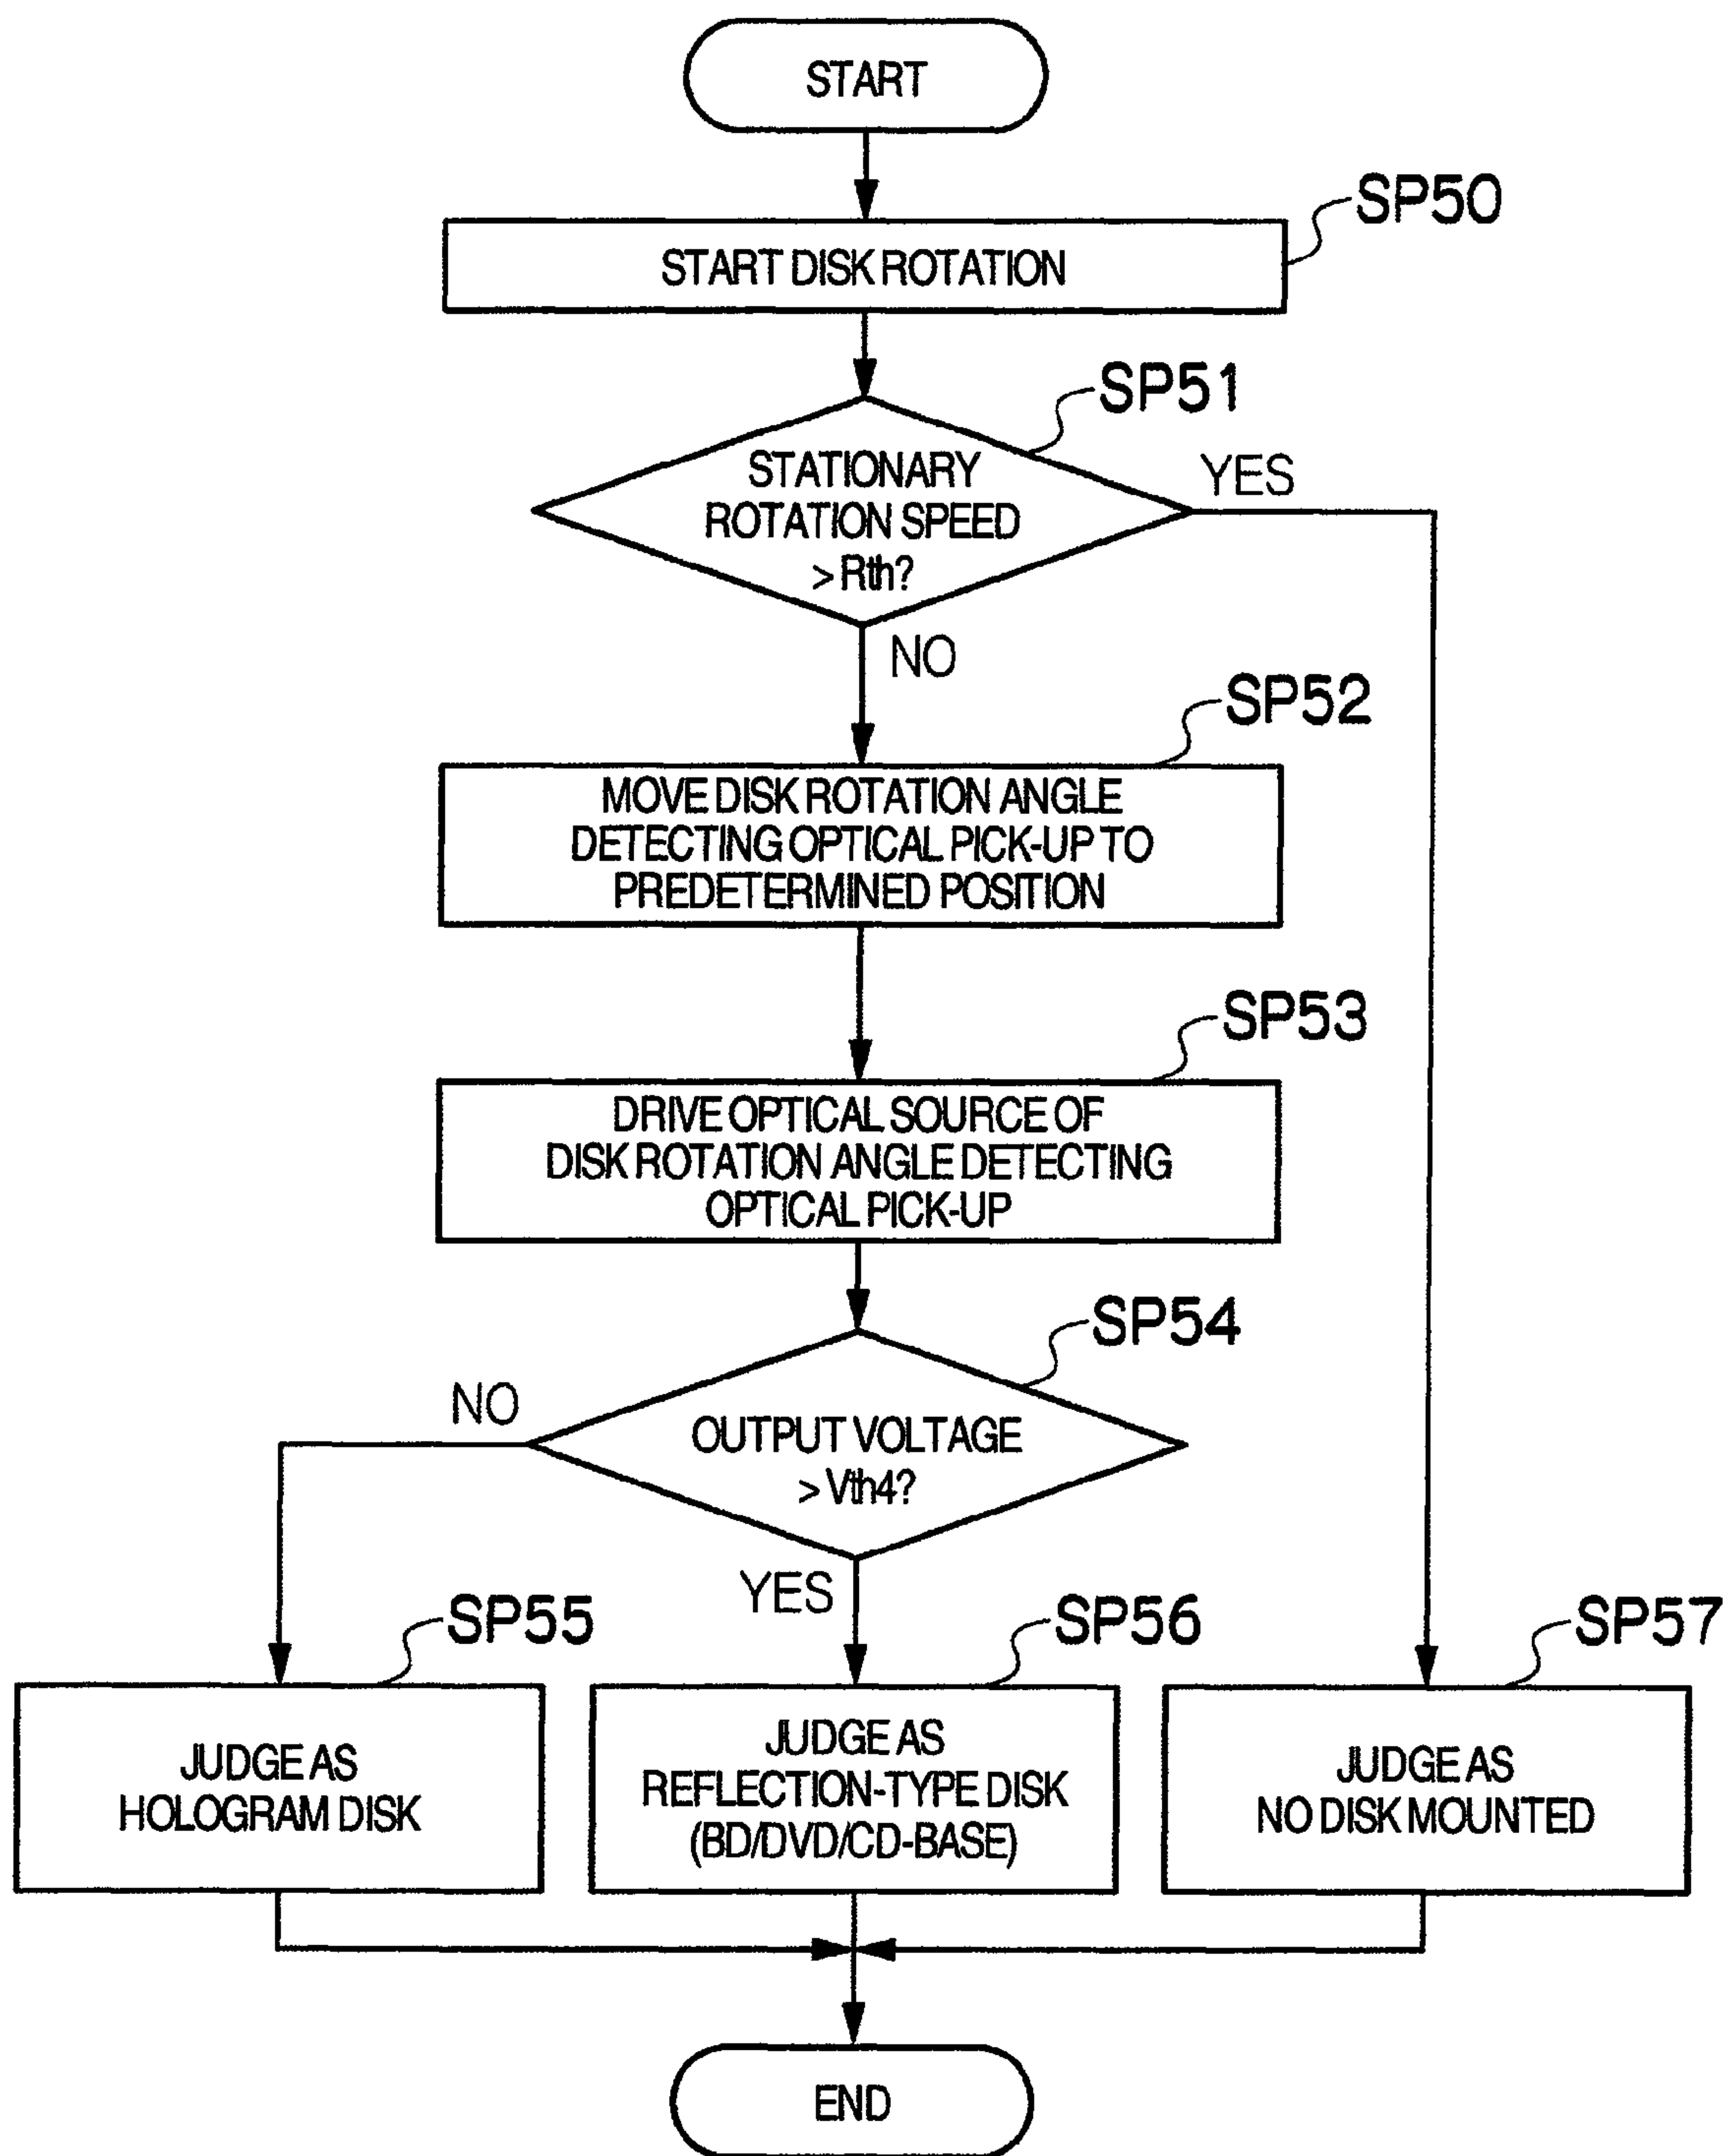 START
SP50
START DISK ROTATION
SP51
STATIONARY
ROTATION SPEED
> Rth?
YES
NO
SP52
MOVE DISK ROTATION ANGLE
DETECTING OPTICAL PICK-UP TO
PREDETERMINED POSITION
SP53
DRIVE OPTICAL SOURCE OF
DISK ROTATION ANGLE DETECTING
OPTICAL PICK-UP
SP54
NO
OUTPUT VOLTAGE
> Vth4?
YES
SP55
JUDGE AS
HOLOGRAM DISK
SP56
JUDGE AS
REFLECTION-TYPE DISK
(BD/DVD/CD-BASE)
SP57
JUDGE AS
NO DISK MOUNTED
END